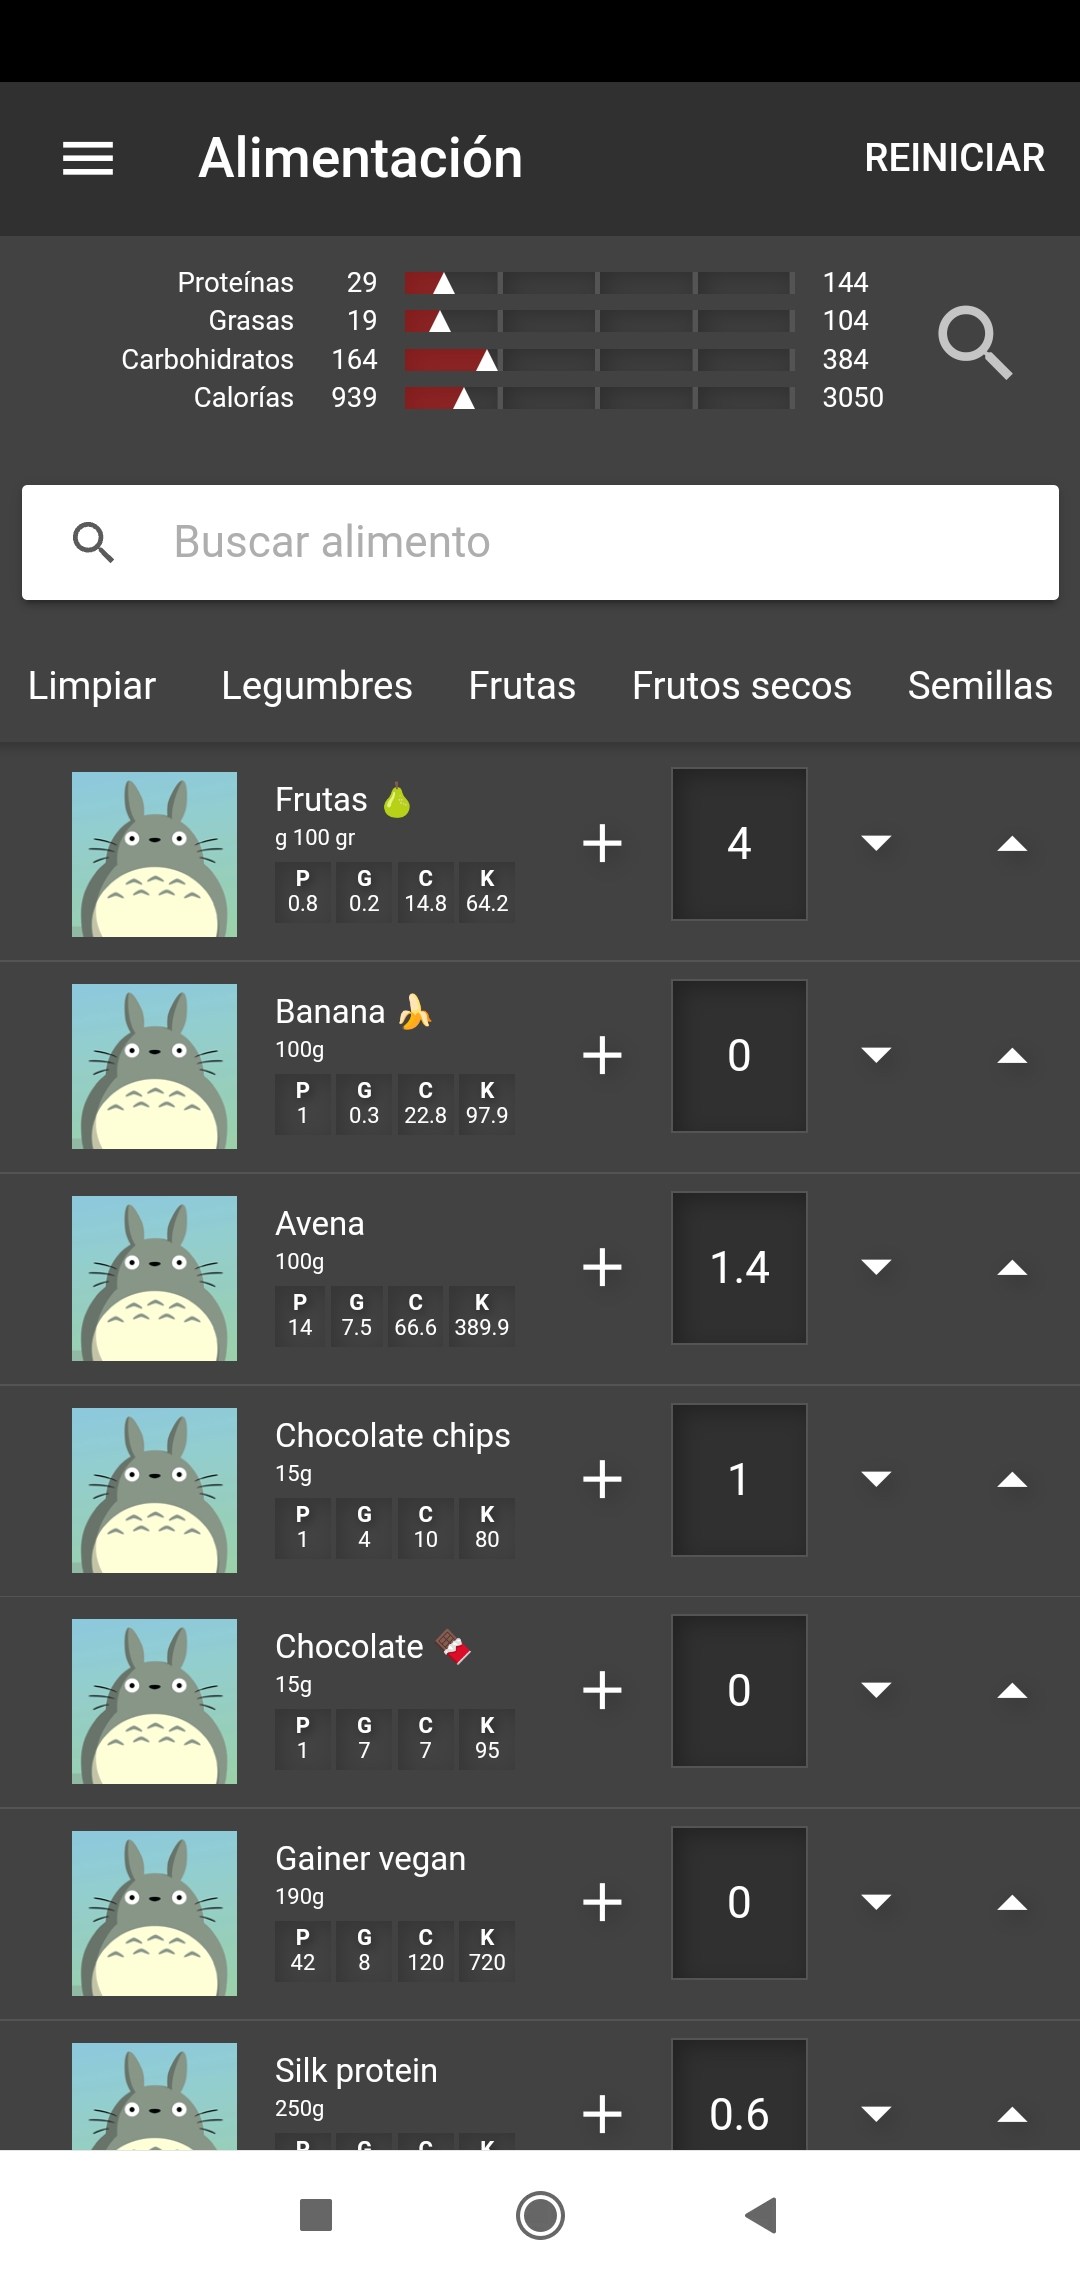 Alimentación REINICIAR
Proteínas 29 144
Grasas 19 104
Carbohidratos 164 384
Calorías 939 3050
Buscar alimento
Limpiar Legumbres Frutas Frutos secos Semillas
Frutas 🍐
g 100 gr
P G C K
0.8 0.2 14.8 64.2
4
Banana 🍌
100g
P G C K
1 0.3 22.8 97.9
0
Avena
100g
P G C K
14 7.5 66.6 389.9
1.4
Chocolate chips
15g
P G C K
1 4 10 80
1
Chocolate 🍫
15g
P G C K
1 7 7 95
0
Gainer vegan
190g
P G C K
42 8 120 720
0
Silk protein
250g
P G C K
0.6